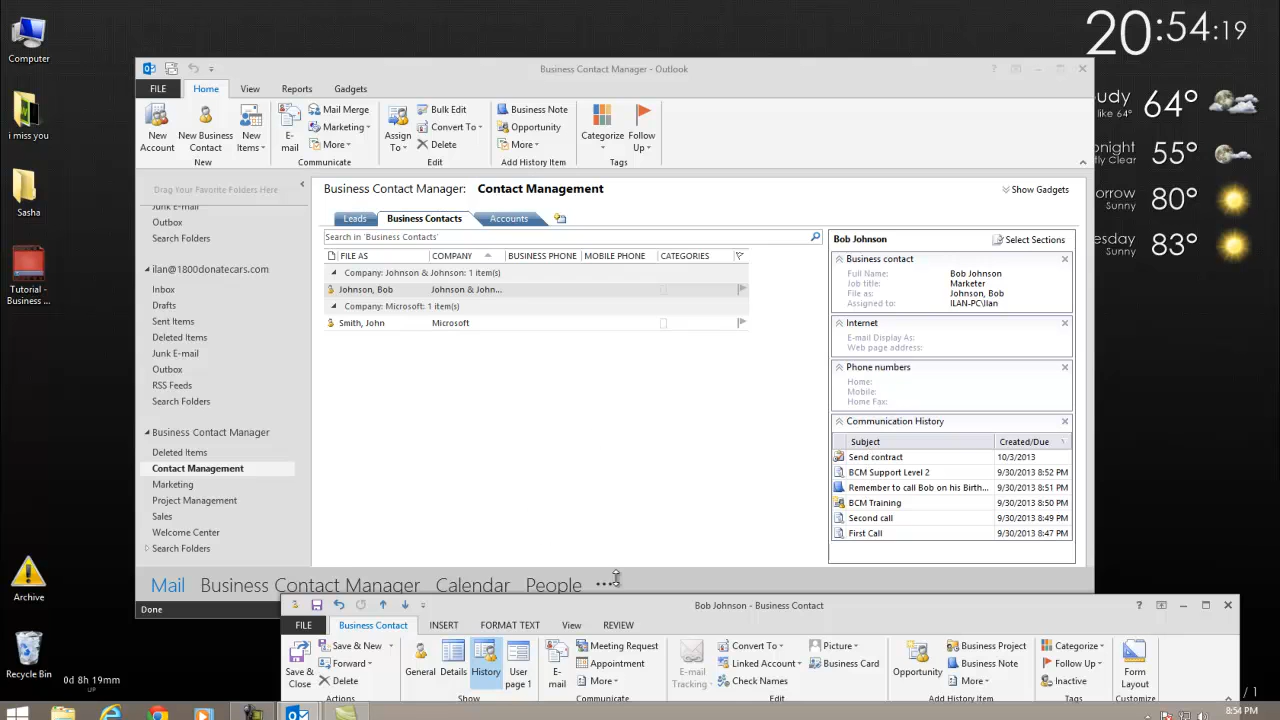 Computer
i miss you
Sasha
Tutorial -
Business ...
Archive
Recycle Bin
0d 8h 19mm
UP
20:54:19
udy 64°
like 64°
night 55°
tly Clear
orrow 80°
Sunny
esday 83°
Sunny
Business Contact Manager - Outlook
FILE Home View Reports Gadgets
New Account
New Business Contact
New Items
New
E-mail
Mail Merge
Marketing
More
Communicate
Assign To
Bulk Edit
Convert To
Delete
Edit
Business Note
Opportunity
More
Add History Item
Categorize
Follow Up
Tags
Drag Your Favorite Folders Here
Junk E-mail
Outbox
Search Folders
ilan@1800donatecars.com
Inbox
Drafts
Sent Items
Deleted Items
Junk E-mail
Outbox
RSS Feeds
Search Folders
Business Contact Manager
Deleted Items
Contact Management
Marketing
Project Management
Sales
Welcome Center
Search Folders
Business Contact Manager: Contact Management
Show Gadgets
Leads Business Contacts Accounts
Search in 'Business Contacts'
FILE AS COMPANY BUSINESS PHONE MOBILE PHONE CATEGORIES
Company: Johnson & Johnson: 1 item(s)
Johnson, Bob Johnson & John...
Company: Microsoft: 1 item(s)
Smith, John Microsoft
Bob Johnson Select Sections
Business contact
Full Name: Bob Johnson
Job title: Marketer
File as: Johnson, Bob
Assigned to: ILAN-PC\Ilan
Internet
E-mail Display As:
Web page address:
Phone numbers
Home:
Mobile:
Home Fax:
Communication History
Subject Created/Due
Send contract 10/3/2013
BCM Support Level 2 9/30/2013 8:52 PM
Remember to call Bob on his Birth... 9/30/2013 8:51 PM
BCM Training 9/30/2013 8:50 PM
Second call 9/30/2013 8:49 PM
First Call 9/30/2013 8:47 PM
Mail Business Contact Manager Calendar People ...
Done
Bob Johnson - Business Contact
FILE Business Contact INSERT FORMAT TEXT View REVIEW
Save & Close
Save & New
Forward
Delete
Actions
General
Details
History
User page 1
Show
E-mail
Meeting Request
Appointment
More
Communicate
E-mail Tracking
Convert To
Linked Account
Check Names
Picture
Business Card
Edit
Opportunity
Business Project
Business Note
More
Add History Item
Categorize
Follow Up
Inactive
Tags
Form Layout
Customize
/ 1
8:54 PM